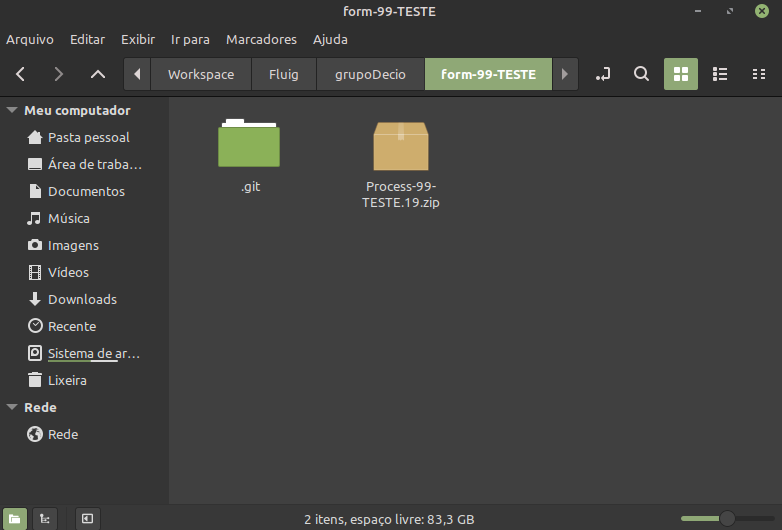 form-99-TESTE
Arquivo Editar Exibir Ir para Marcadores Ajuda
Workspace Fluig grupoDecio form-99-TESTE
Meu computador
Pasta pessoal
Área de traba...
Documentos
Música
Imagens
Vídeos
Downloads
Recente
Sistema de ar...
Lixeira
Rede
Rede
.git
Process-99-
TESTE.19.zip
2 itens, espaço livre: 83,3 GB